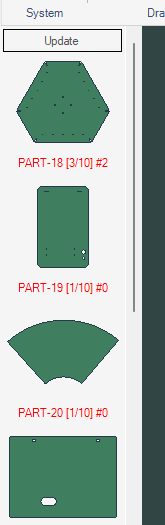 System Dra
Update
PART-18 [3/10] #2
PART-19 [1/10] #0
PART-20 [1/10] #0